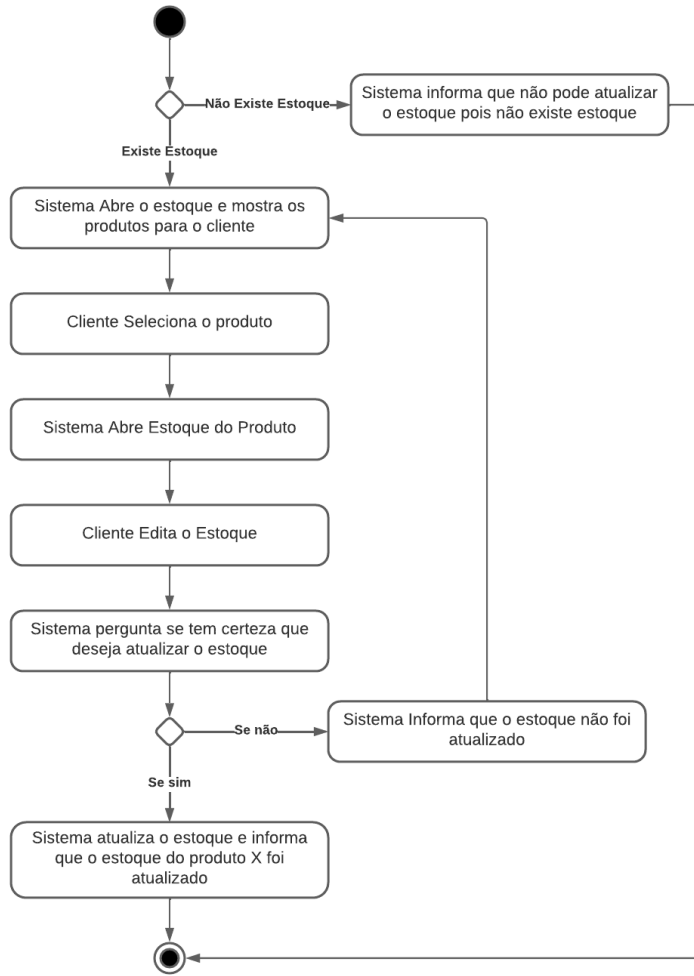 Não Existe Estoque
Sistema informa que não pode atualizar
o estoque pois não existe estoque
Existe Estoque
Sistema Abre o estoque e mostra os
produtos para o cliente
Cliente Seleciona o produto
Sistema Abre Estoque do Produto
Cliente Edita o Estoque
Sistema pergunta se tem certeza que
deseja atualizar o estoque
Se não
Sistema Informa que o estoque não foi
atualizado
Se sim
Sistema atualiza o estoque e informa
que o estoque do produto X foi
atualizado